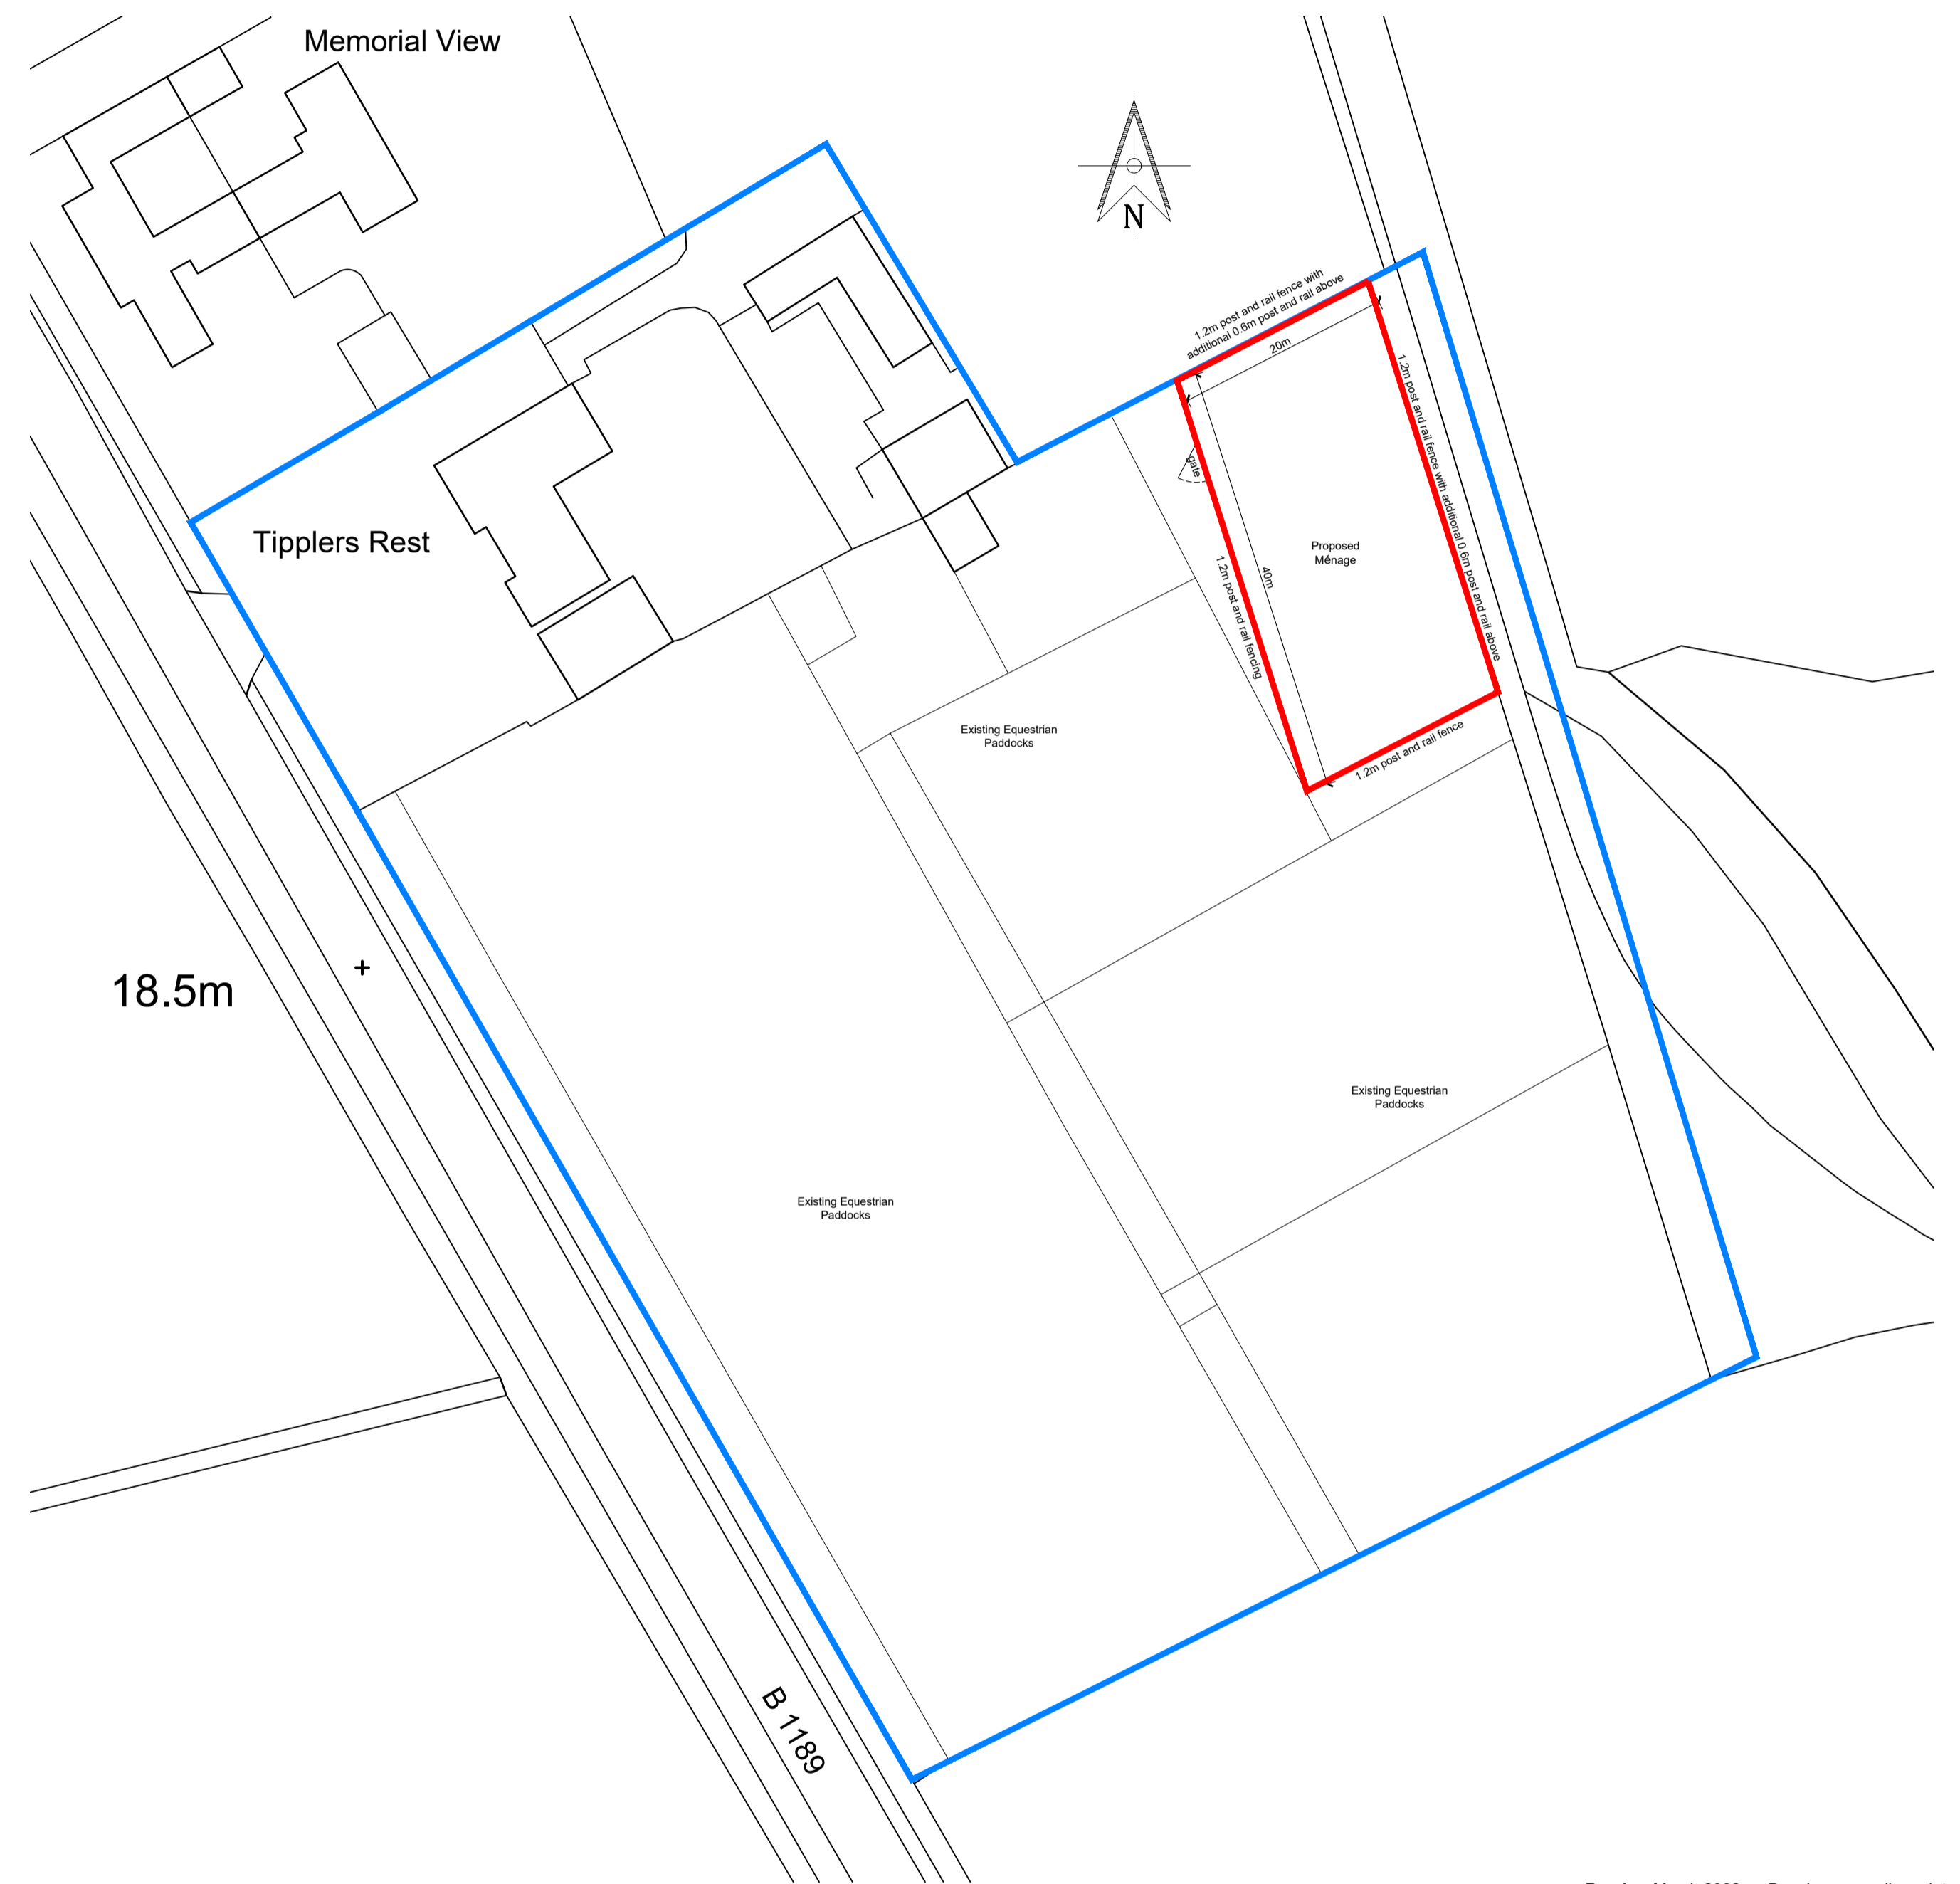 Memorial View
N
1.2m post and rail fence with
additional 0.6m post and rail above
20m
1.2m post and rail fence with additional 0.6m post and rail above
gate
Tipplers Rest
Proposed
Ménage
40m
1.2m post and rail fencing
1.2m post and rail fence
Existing Equestrian
Paddocks
18.5m
Existing Equestrian
Paddocks
Existing Equestrian
Paddocks
B 1189